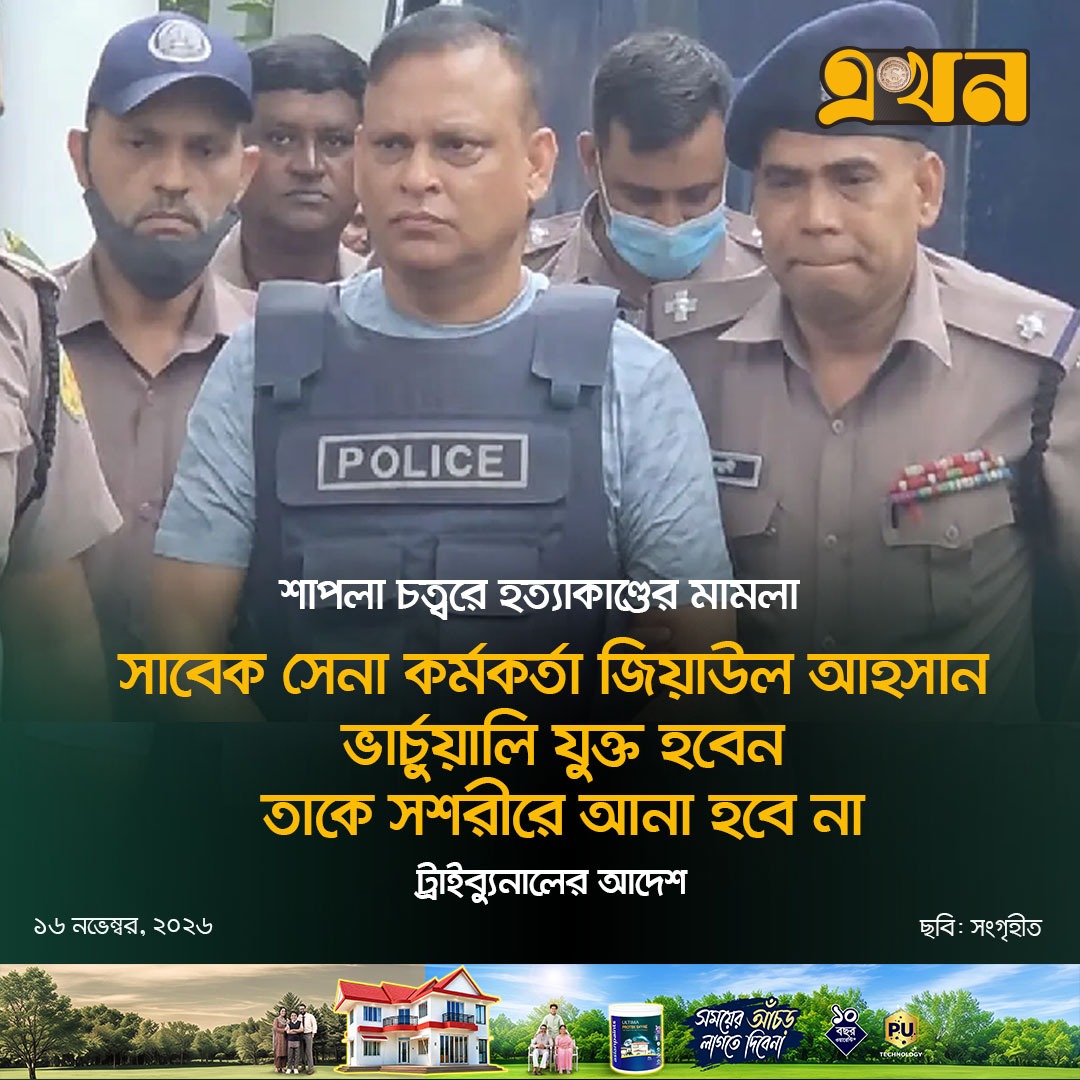 এখন
POLICE
শাপলা চত্বরে হত্যাকাণ্ডের মামলা
সাবেক সেনা কর্মকর্তা জিয়াউল আহসান
ভার্চুয়ালি যুক্ত হবেন
তাকে সশরীরে আনা হবে না
ট্রাইব্যুনালের আদেশ
১৬ নভেম্বর, ২০২৬
ছবি: সংগৃহীত
সময়ের আঁচড়
লাগতে দিবেনা
১০
বছর
ওয়ারেন্টি
PU
TECHNOLOGY